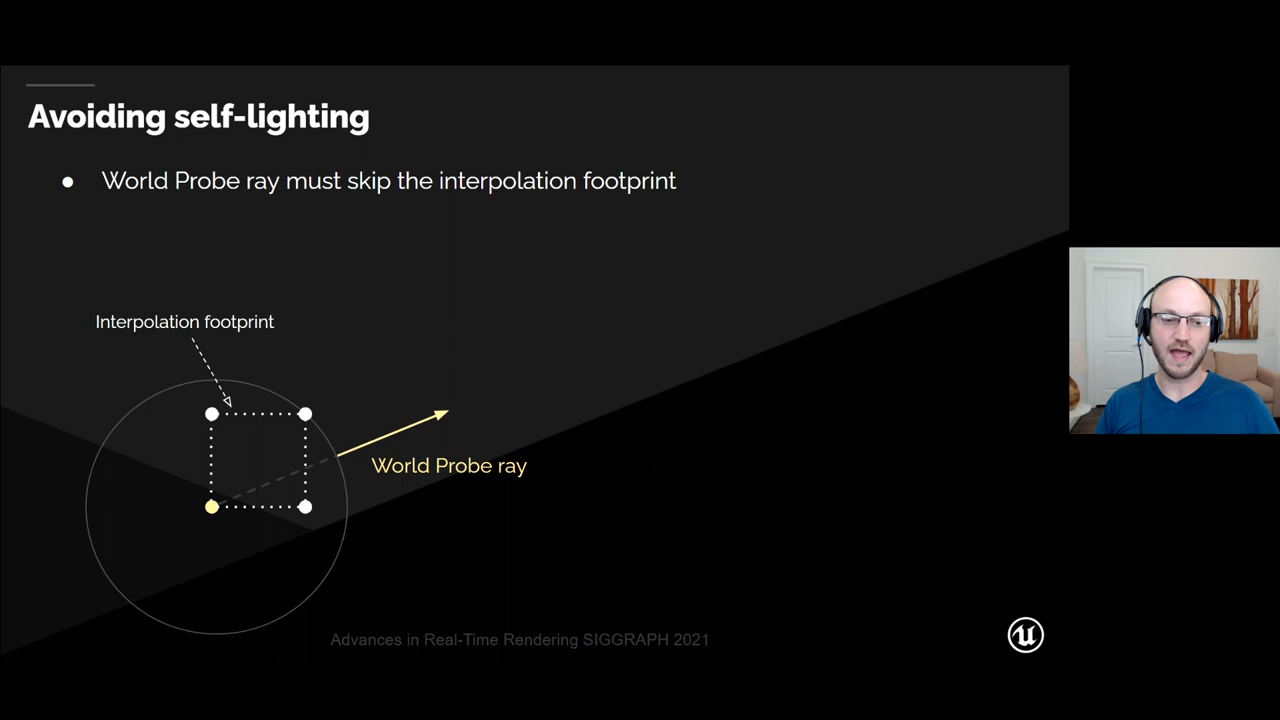 Avoiding self-lighting
● World Probe ray must skip the interpolation footprint
Interpolation footprint
World Probe ray
Advances in Real-Time Rendering SIGGRAPH 2021